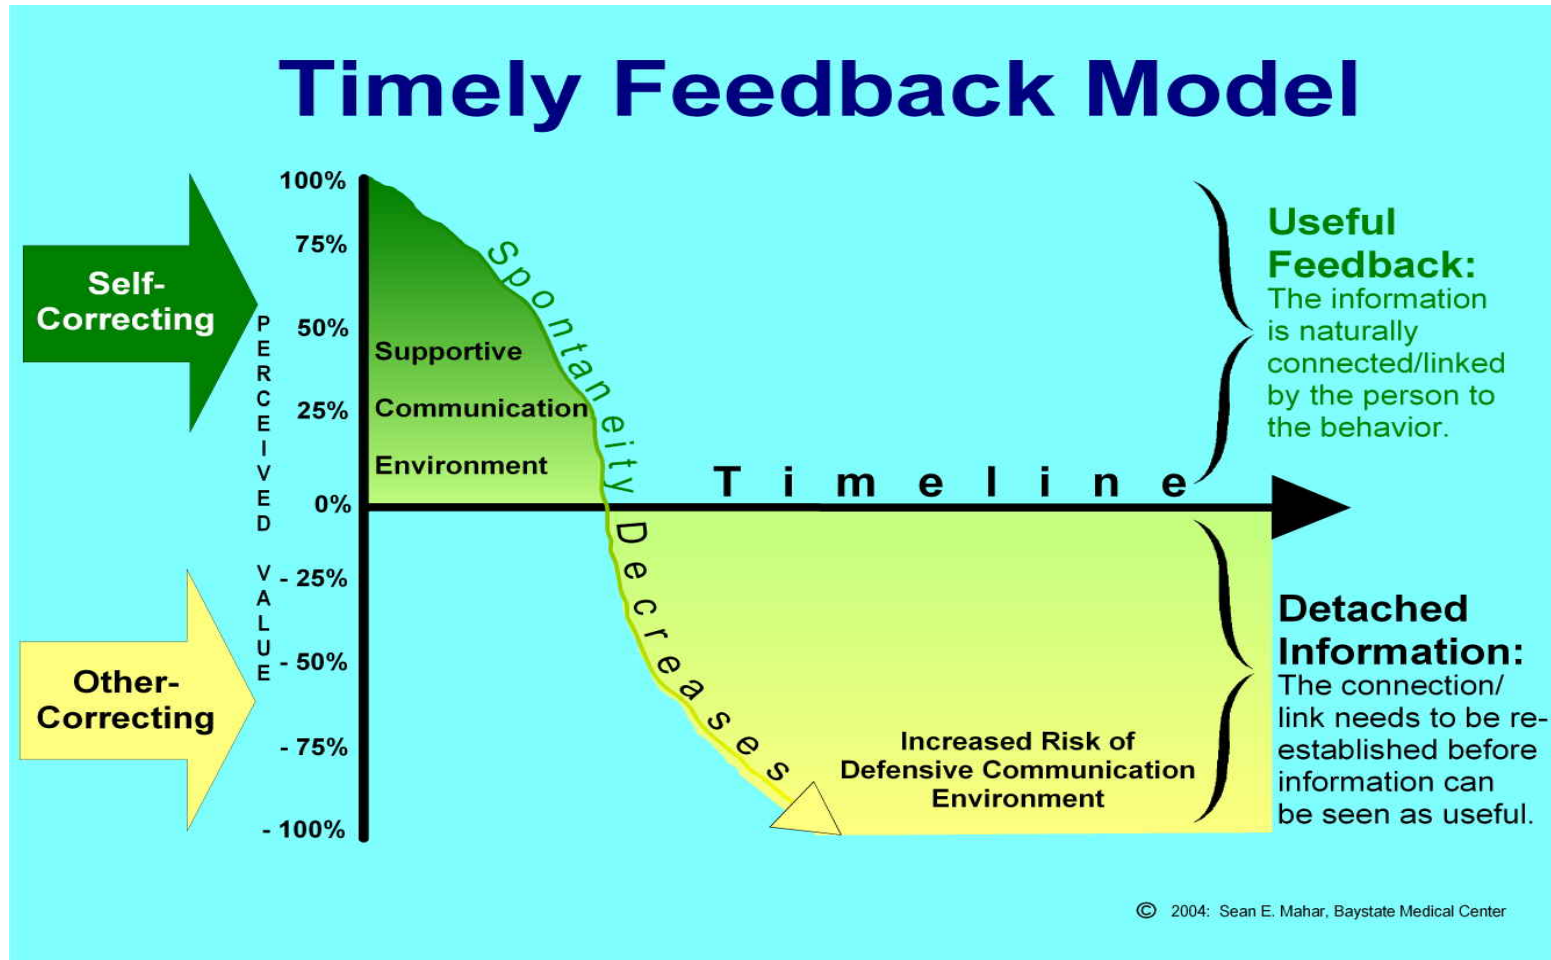 Timely Feedback Model
Self-
Correcting
Other-
Correcting
PERCEIVED VALUE
100%
75%
50%
25%
0%
- 25%
- 50%
- 75%
- 100%
Supportive
Communication
Environment
Spontaneity Decreases
Timeline
Increased Risk of
Defensive Communication
Environment
Useful
Feedback:
The information
is naturally
connected/linked
by the person to
the behavior.
Detached
Information:
The connection/
link needs to be re-
established before
information can
be seen as useful.
© 2004: Sean E. Mahar, Baystate Medical Center